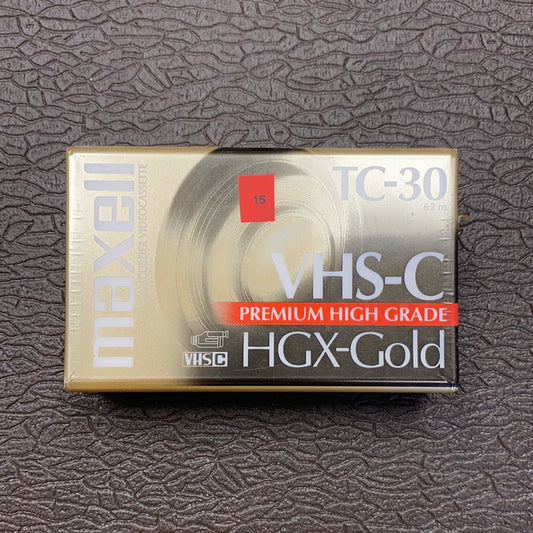 maxell
CAMCORDER VIDEOCASSETTE
TC-30
62 m
15
VHS-C
PREMIUM HIGH GRADE
HGX-Gold
VHS C